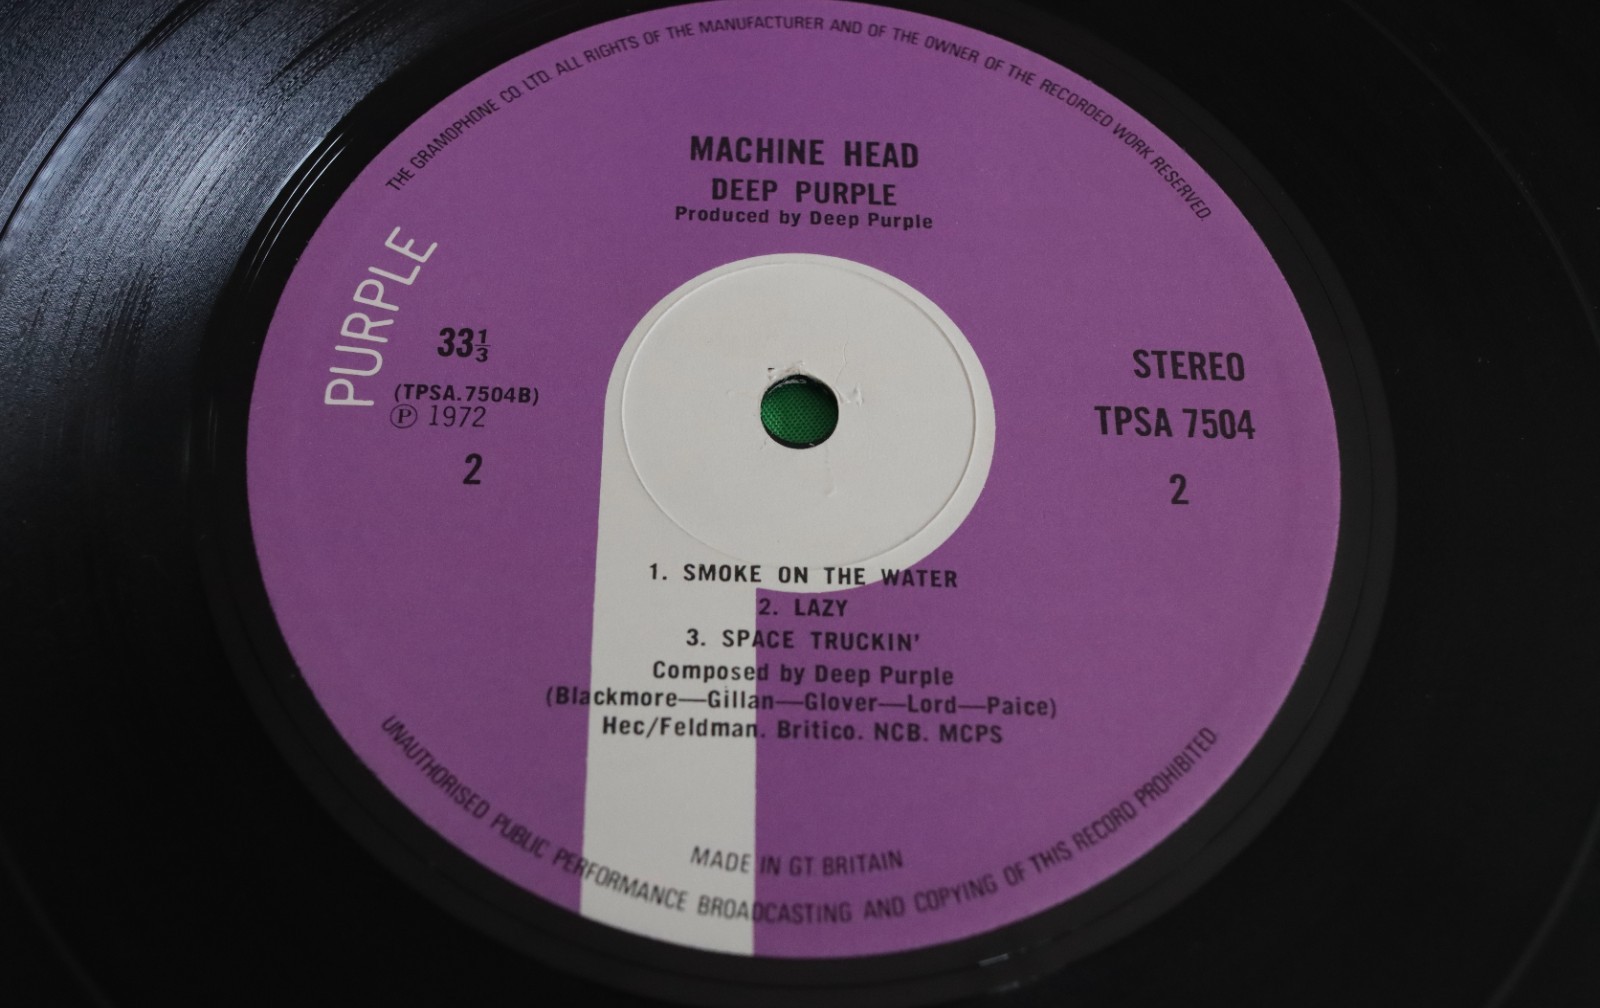 THE GRAMOPHONE CO. LTD. ALL RIGHTS OF THE MANUFACTURER AND OF THE OWNER OF THE RECORDED WORK RESERVED.
MACHINE HEAD
DEEP PURPLE
Produced by Deep Purple
PURPLE
33⅓
(TPSA.7504B)
℗ 1972
2
STEREO
TPSA 7504
2
1. SMOKE ON THE WATER
2. LAZY
3. SPACE TRUCKIN'
Composed by Deep Purple
(Blackmore—Gillan—Glover—Lord—Paice)
Hec/Feldman. Britico. NCB. MCPS
MADE IN GT BRITAIN
UNAUTHORISED PUBLIC PERFORMANCE BROADCASTING AND COPYING OF THIS RECORD PROHIBITED